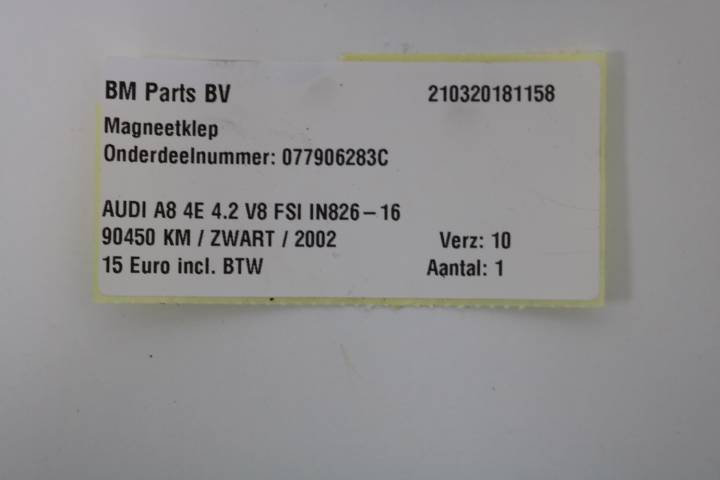 BM Parts BV 210320181158
Magneetklep
Onderdeelnummer: 077906283C
AUDI A8 4E 4.2 V8 FSI IN826-16
90450 KM / ZWART / 2002 Verz: 10
15 Euro incl. BTW Aantal: 1